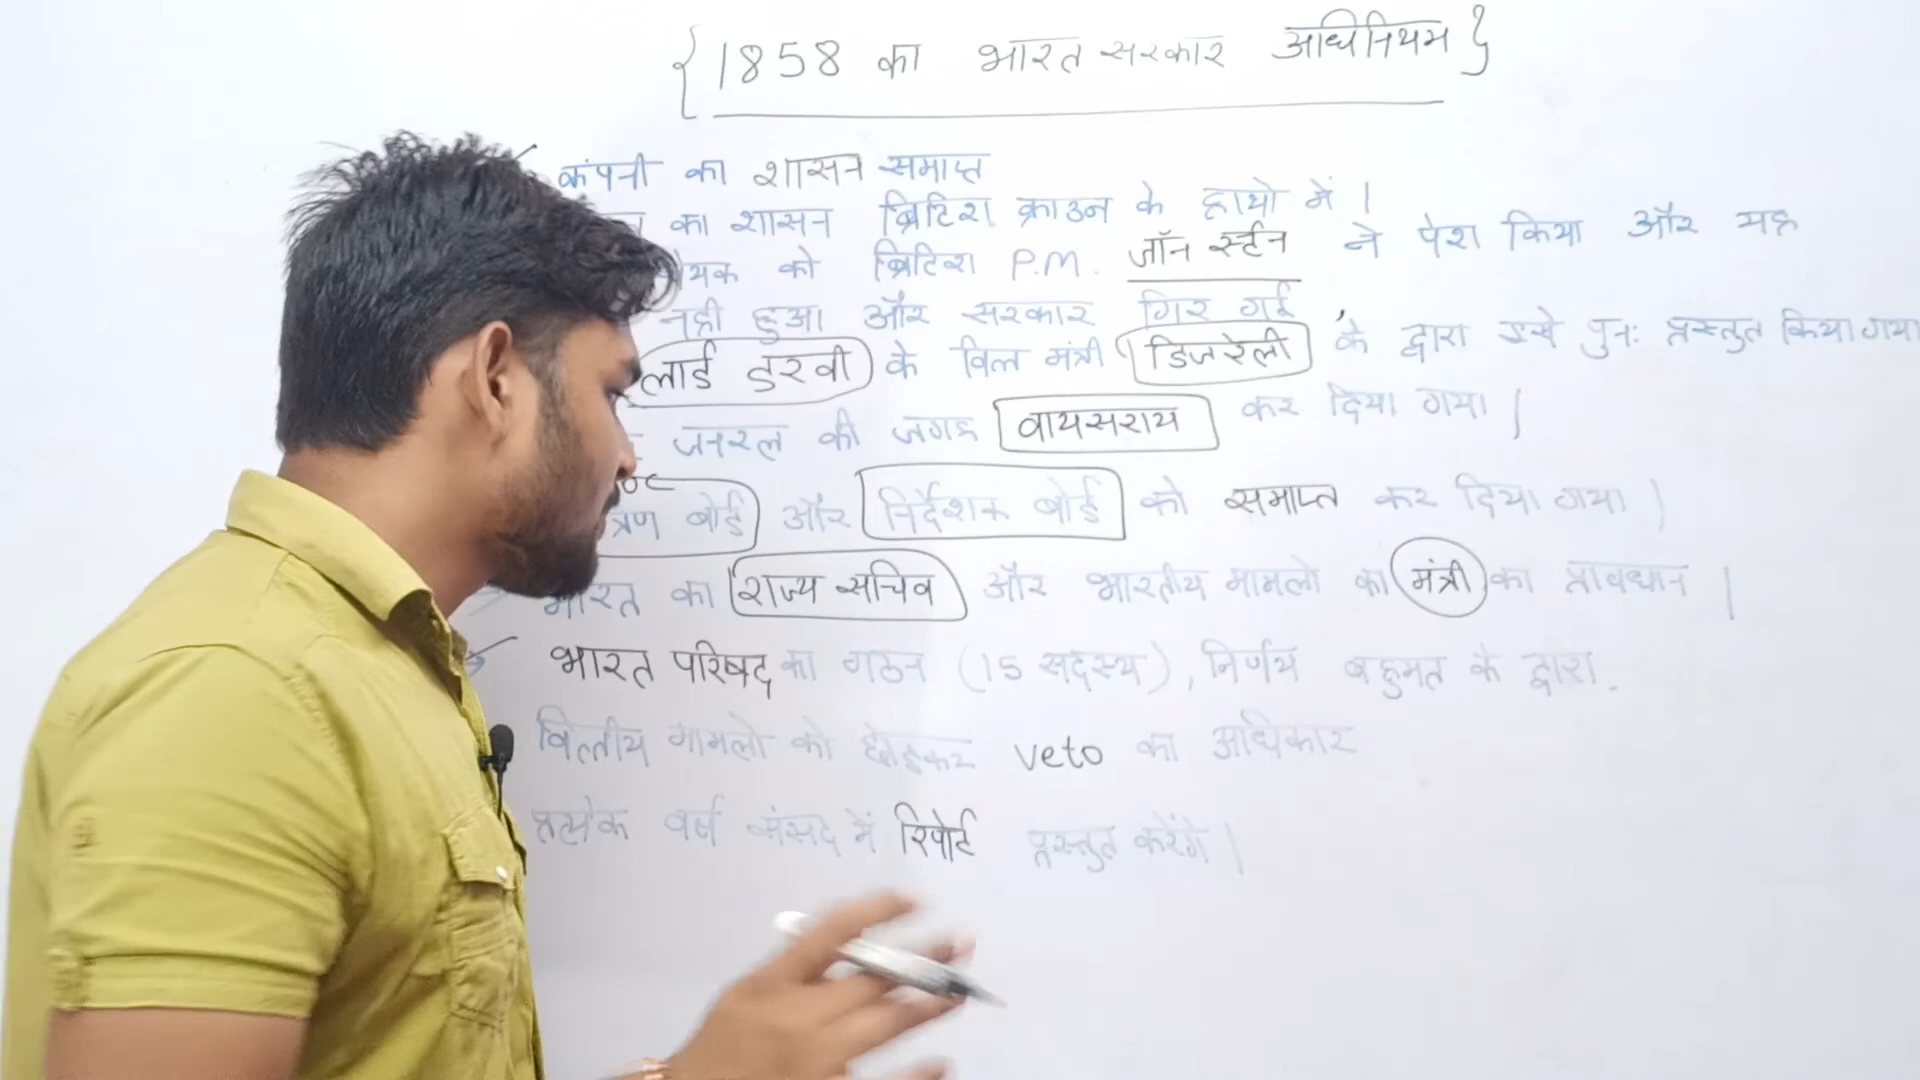 {1858 का भारत सरकार अधिनियम}
कंपनी का शासन समाप्त
का शासन ब्रिटिश क्राउन के हाथो में |
यक को ब्रिटिश P.M. जॉन र्स्टन ने पेश किया और यह
नही हुआ और सरकार गिर गई
लार्ड डरवी के वित्त मंत्री डिजरेली के द्वारा इसे पुनः प्रस्तुत किया गया
जनरल की जगह वायसराय कर दिया गया |
त्रण बोर्ड और निर्देशक बोर्ड को समाप्त कर दिया गया |
भारत का राज्य सचिव और भारतीय मामलो का मंत्री का प्रावधान |
भारत परिषद का गठन (15 सदस्य), निर्णय बहुमत के द्वारा.
वित्तीय मामलो को छोड़कर veto का अधिकार
प्रत्येक वर्ष संसद में रिपोर्ट प्रस्तुत करेंगे |